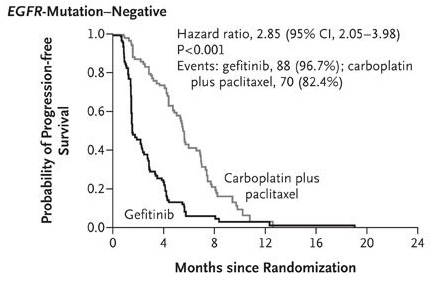 EGFR-Mutation–Negative
Hazard ratio, 2.85 (95% CI, 2.05–3.98)
P<0.001
Events: gefitinib, 88 (96.7%); carboplatin
plus paclitaxel, 70 (82.4%)
Probability of Progression-free
Survival
1.0
0.8
0.6
0.4
0.2
0.0
Carboplatin plus
paclitaxel
Gefitinib
0 4 8 12 16 20 24
Months since Randomization